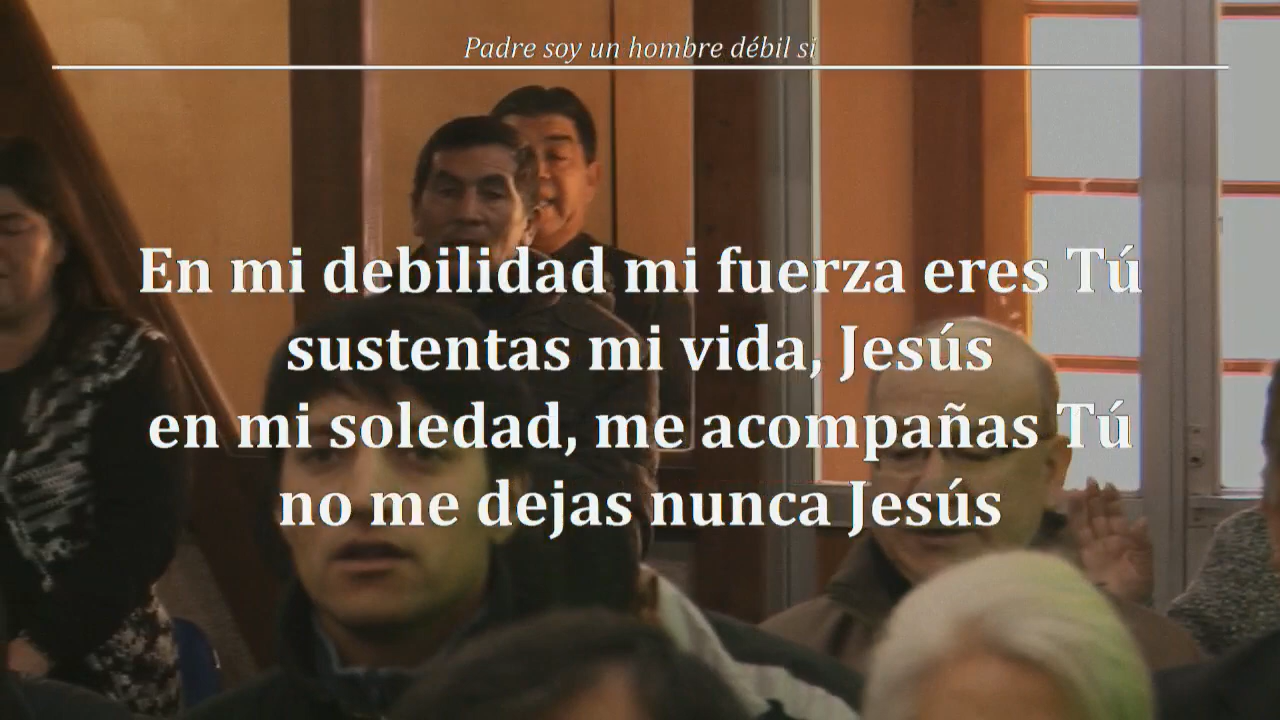 Padre soy un hombre débil si
En mi debilidad mi fuerza eres Tú
sustentas mi vida, Jesús
en mi soledad, me acompañas Tú
no me dejas nunca Jesús